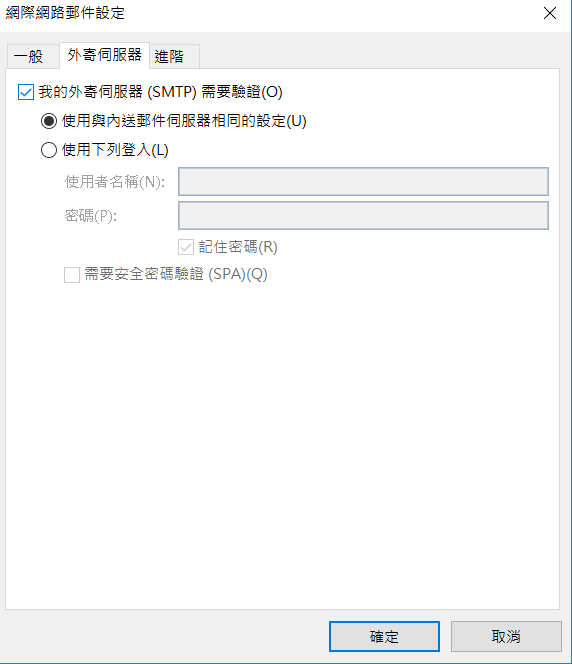 網際網路郵件設定
一般 外寄伺服器 進階
我的外寄伺服器 (SMTP) 需要驗證(O)
使用與內送郵件伺服器相同的設定(U)
使用下列登入(L)
使用者名稱(N):
密碼(P):
記住密碼(R)
需要安全密碼驗證 (SPA)(Q)
確定 取消